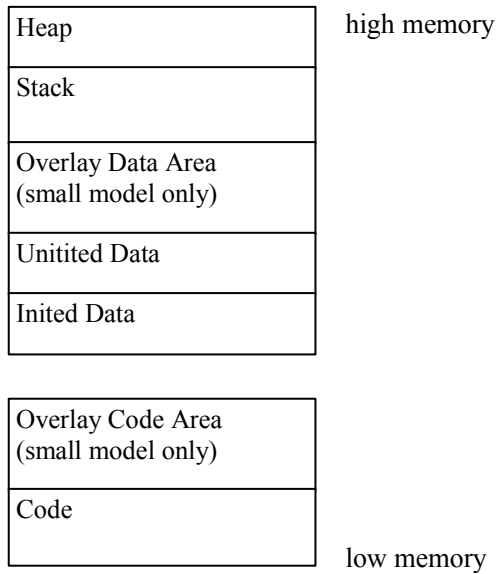 Heap
high memory
Stack
Overlay Data Area
(small model only)
Unitited Data
Inited Data
Overlay Code Area
(small model only)
Code
low memory